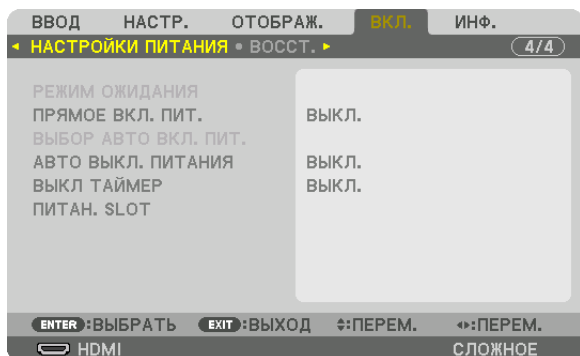 ВВОД НАСТР. ОТОБРАЖ. ВКЛ. ИНФ.
◄ НАСТРОЙКИ ПИТАНИЯ • ВОССТ. ► 4/4
РЕЖИМ ОЖИДАНИЯ
ПРЯМОЕ ВКЛ. ПИТ. ВЫКЛ.
ВЫБОР АВТО ВКЛ. ПИТ.
АВТО ВЫКЛ. ПИТАНИЯ ВЫКЛ.
ВЫКЛ ТАЙМЕР ВЫКЛ.
ПИТАН. SLOT
ENTER:ВЫБРАТЬ EXIT:ВЫХОД ♦:ПЕРЕМ. ◄►:ПЕРЕМ.
HDMI СЛОЖНОЕ